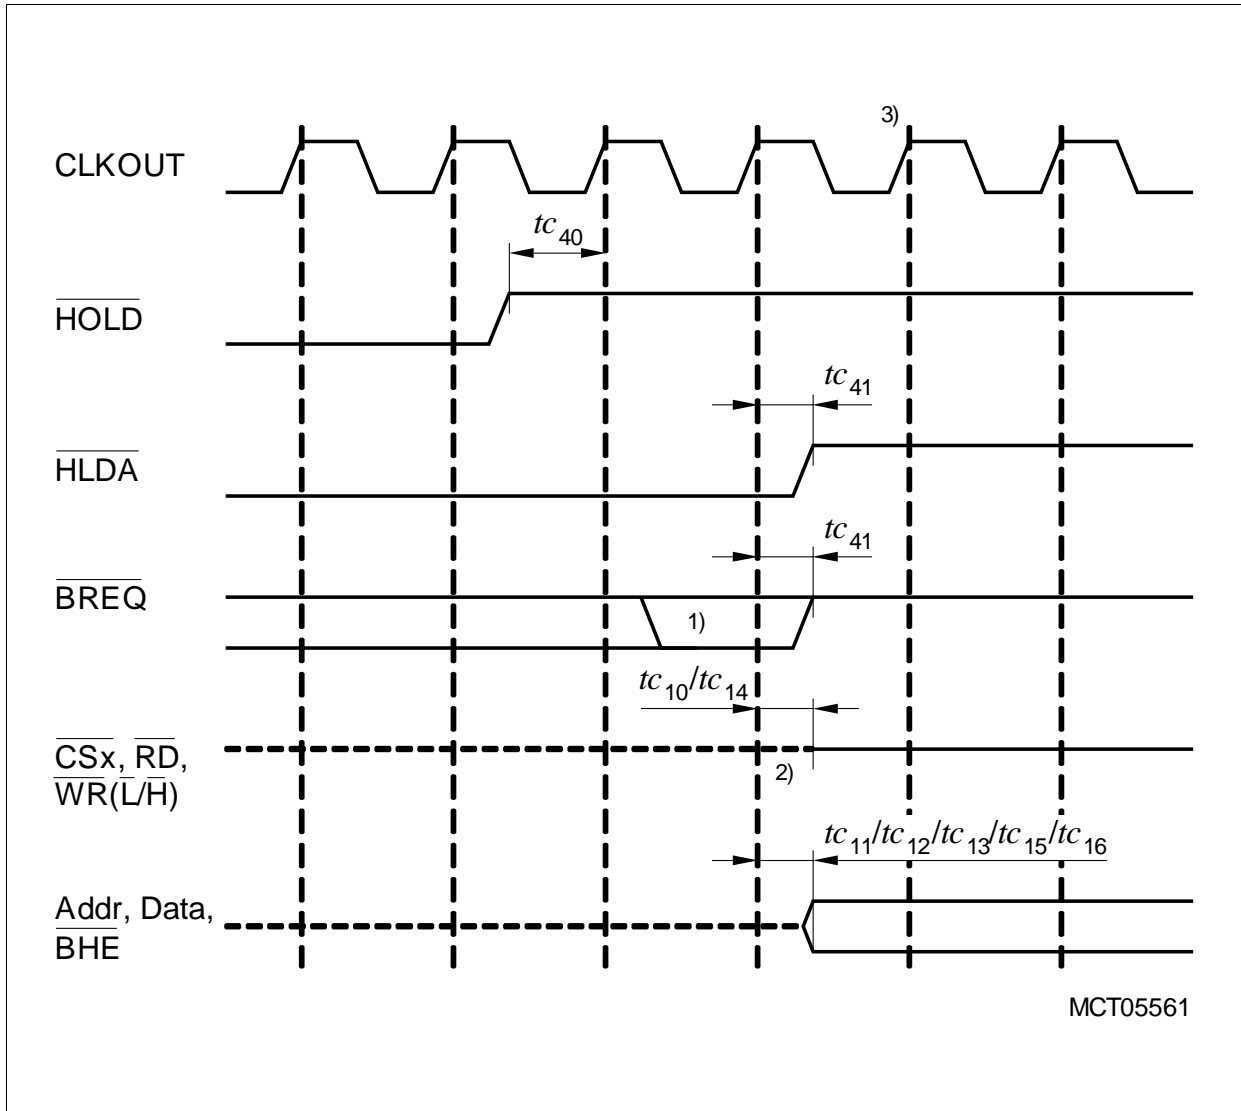 3)
CLKOUT
tc40
HOLD
tc41
HLDA
tc41
BREQ
1)
tc10/tc14
CSx, RD,
2)
WR(L/H)
tc11/tc12/tc13/tc15/tc16
Addr, Data,
BHE
MCT05561